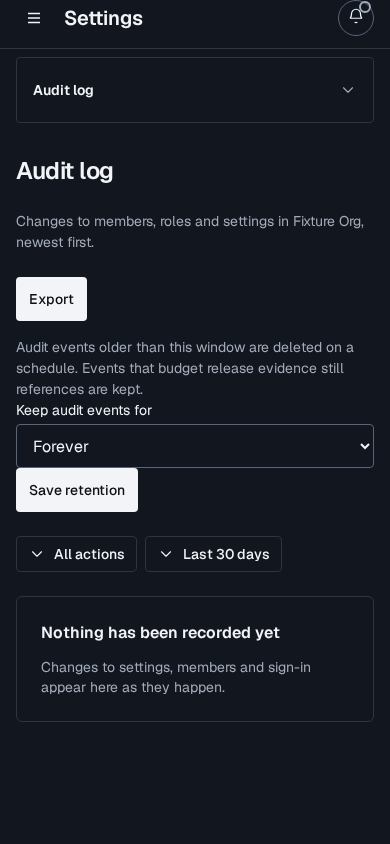 Settings
Audit log
Audit log
Changes to members, roles and settings in Fixture Org,
newest first.
Export
Audit events older than this window are deleted on a
schedule. Events that budget release evidence still
references are kept.
Keep audit events for
Forever
Save retention
All actions
Last 30 days
Nothing has been recorded yet
Changes to settings, members and sign-in
appear here as they happen.